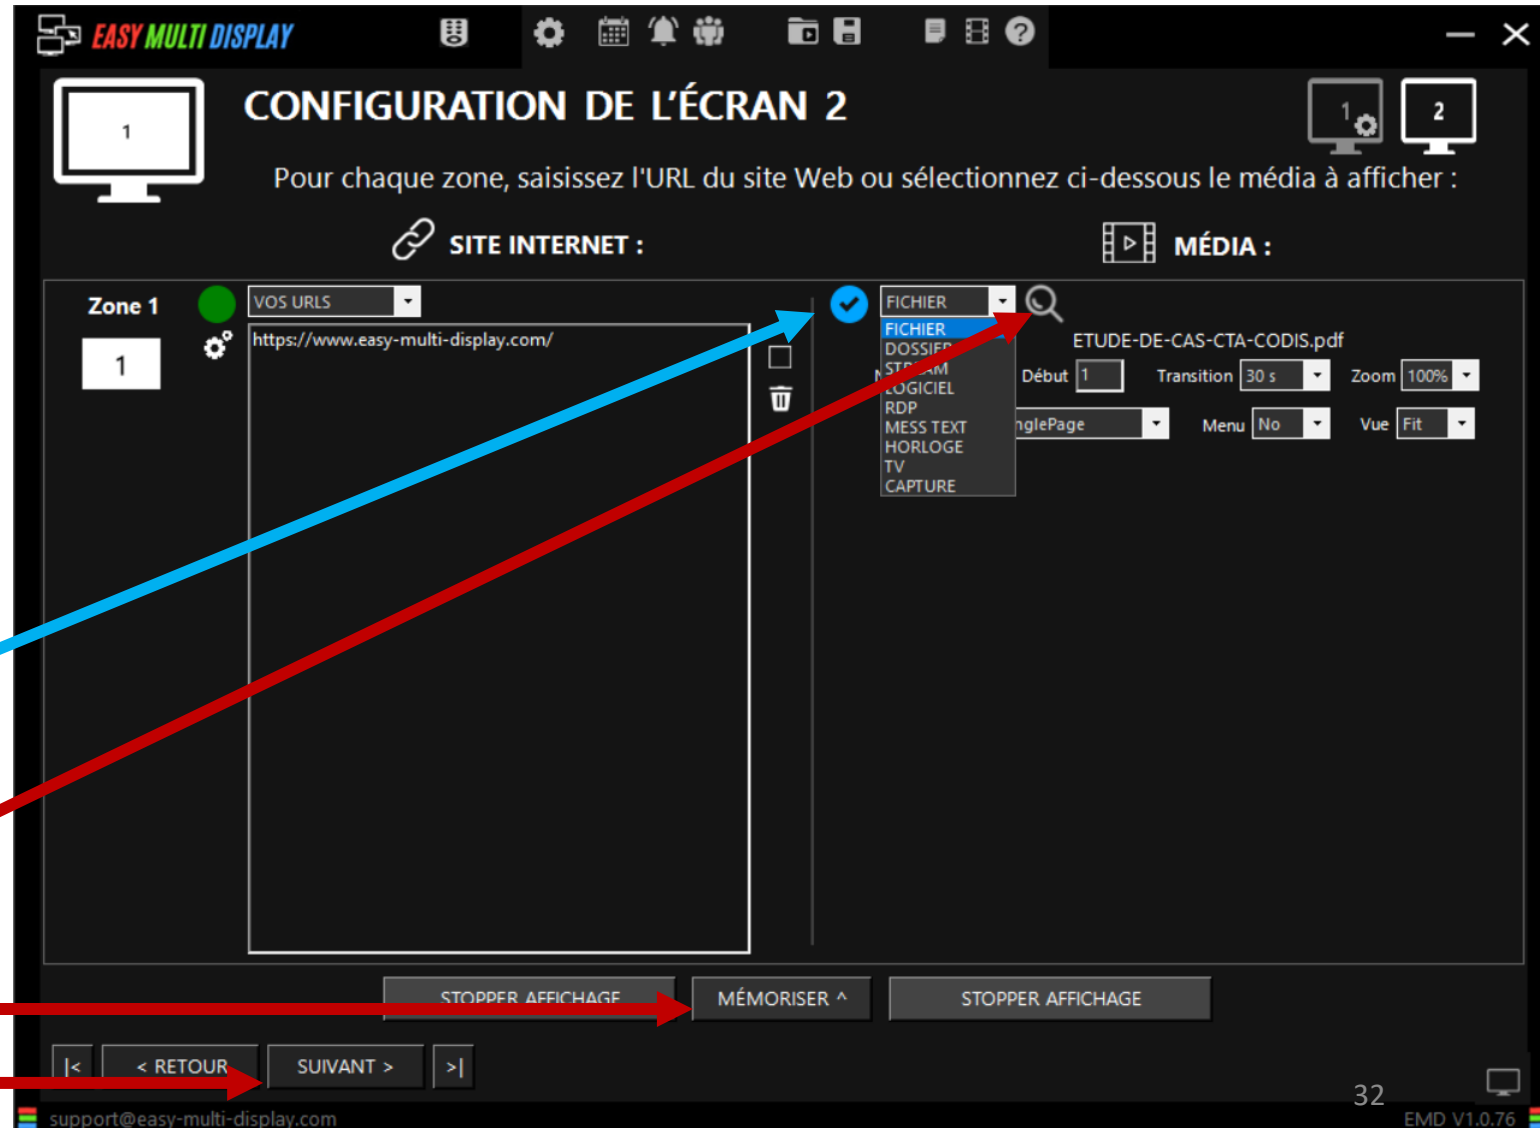 EASY MULTI DISPLAY
1
CONFIGURATION DE L'ÉCRAN 2
1
2
Pour chaque zone, saisissez l'URL du site Web ou sélectionnez ci-dessous le média à afficher :
SITE INTERNET :
MÉDIA :
Zone 1
1
VOS URLS
https://www.easy-multi-display.com/
FICHIER
FICHIER
DOSSIER
STREAM
LOGICIEL
RDP
MESS TEXT
HORLOGE
TV
CAPTURE
ETUDE-DE-CAS-CTA-CODIS.pdf
Début 1 Transition 30 s Zoom 100%
nglePage Menu No Vue Fit
STOPPER AFFICHAGE
MÉMORISER ^
STOPPER AFFICHAGE
|<
< RETOUR
SUIVANT >
>|
32
support@easy-multi-display.com
EMD V1.0.76